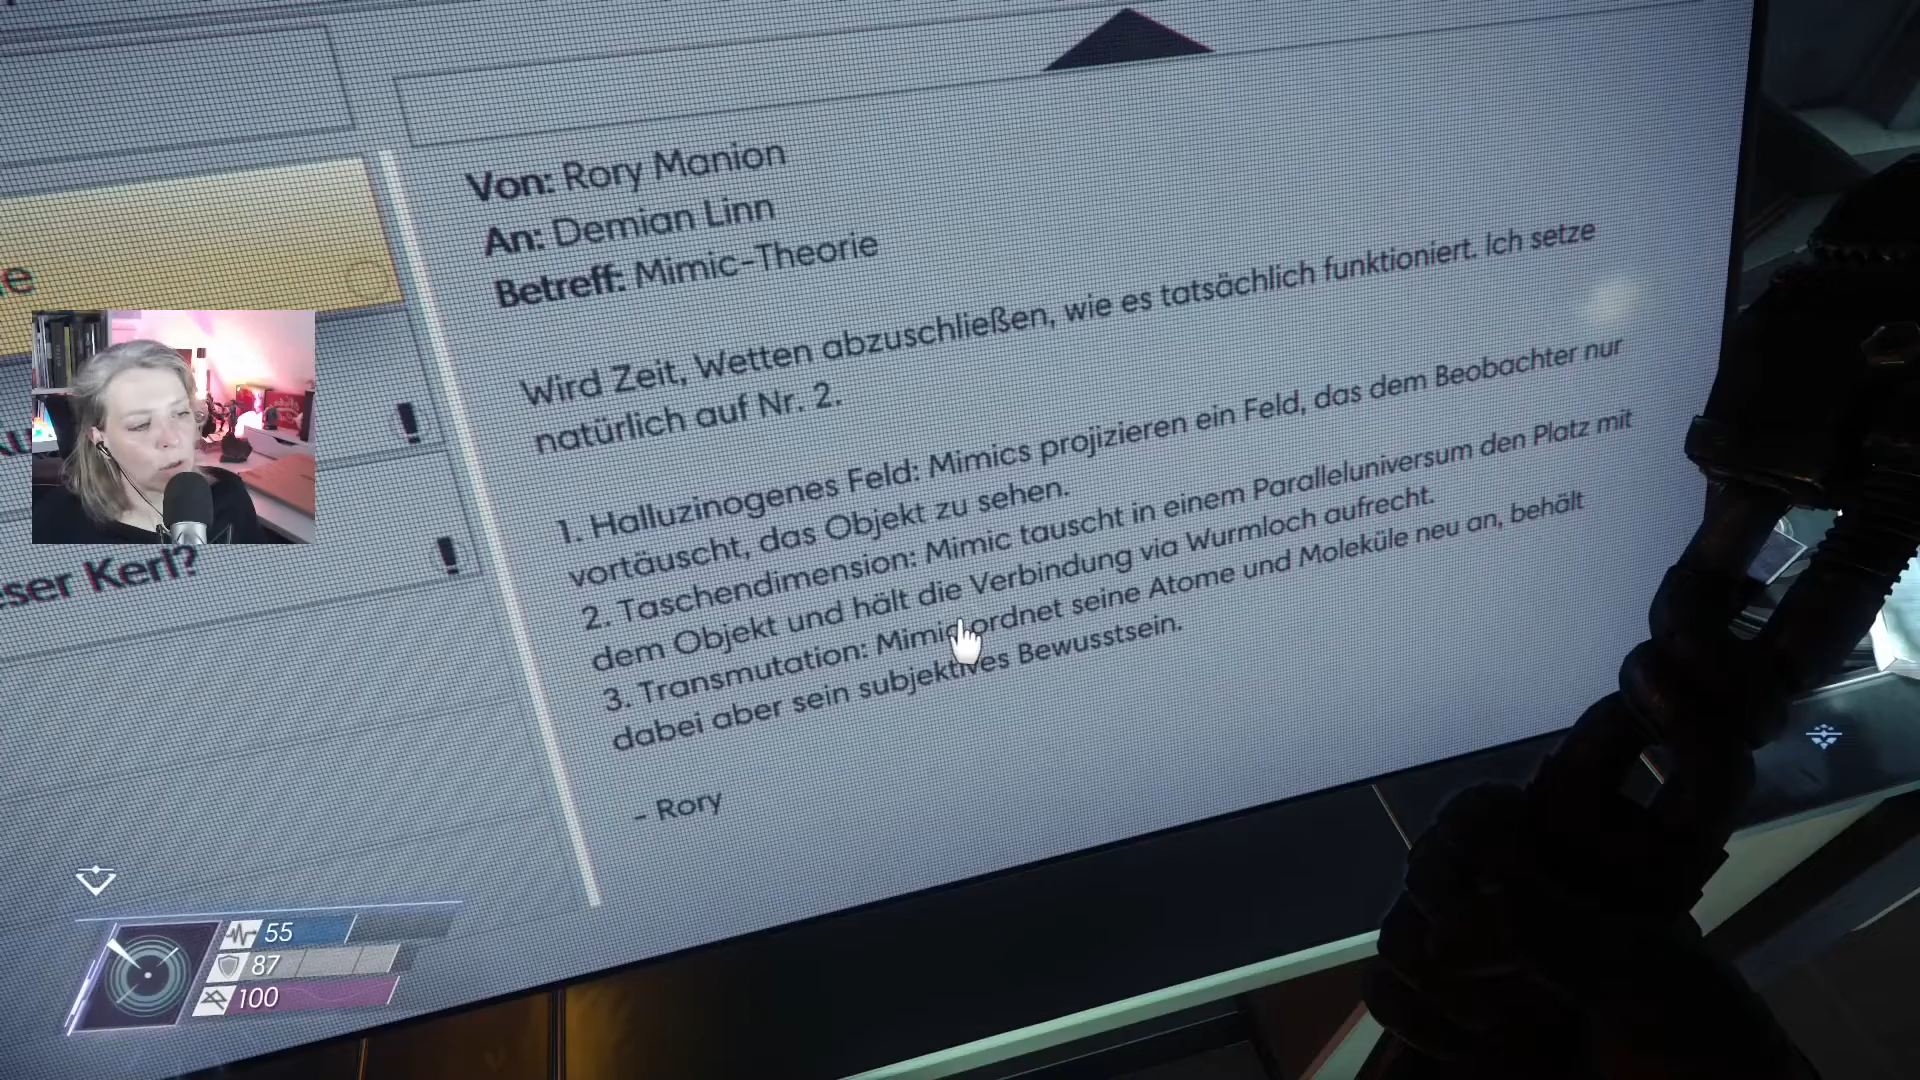 Von: Rory Manion
An: Demian Linn
Betreff: Mimic-Theorie
Wird Zeit, Wetten abzuschließen, wie es tatsächlich funktioniert. Ich setze
natürlich auf Nr. 2.
1. Halluzinogenes Feld: Mimics projizieren ein Feld, das dem Beobachter nur
vortäuscht, das Objekt zu sehen.
2. Taschendimension: Mimic tauscht in einem Paralleluniversum den Platz mit
dem Objekt und hält die Verbindung via Wurmloch aufrecht.
3. Transmutation: Mimic ordnet seine Atome und Moleküle neu an, behält
dabei aber sein subjektives Bewusstsein.
- Rory
e
!
eser Kerl?
!
55
87
100